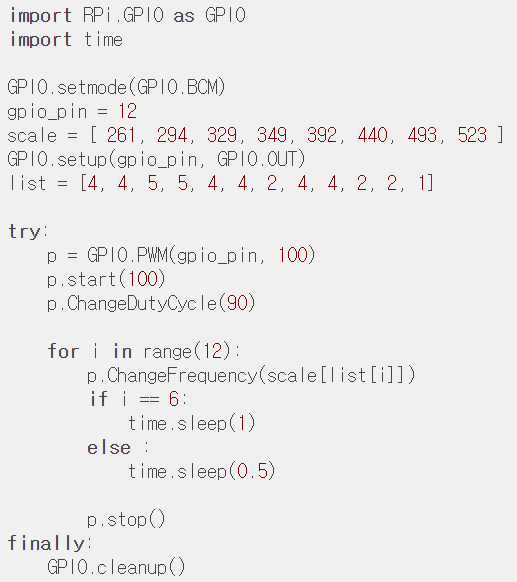 import RPi.GPIO as GPIO
import time

GPIO.setmode(GPIO.BCM)
gpio_pin = 12
scale = [ 261, 294, 329, 349, 392, 440, 493, 523 ]
GPIO.setup(gpio_pin, GPIO.OUT)
list = [4, 4, 5, 5, 4, 4, 2, 4, 4, 2, 2, 1]

try:
    p = GPIO.PWM(gpio_pin, 100)
    p.start(100)
    p.ChangeDutyCycle(90)

    for i in range(12):
        p.ChangeFrequency(scale[list[i]])
        if i == 6:
            time.sleep(1)
        else :
            time.sleep(0.5)

        p.stop()
finally:
    GPIO.cleanup()